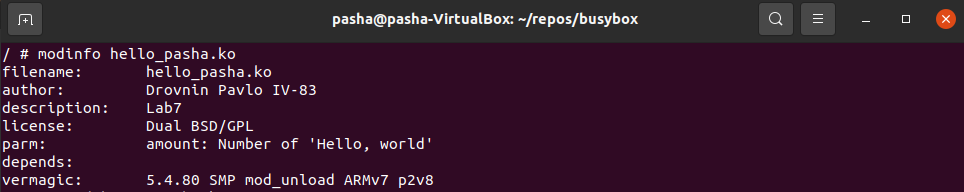 pasha@pasha-VirtualBox: ~/repos/busybox
/ # modinfo hello_pasha.ko
filename:       hello_pasha.ko
author:         Drovnin Pavlo IV-83
description:    Lab7
license:        Dual BSD/GPL
parm:           amount: Number of 'Hello, world'
depends:
vermagic:       5.4.80 SMP mod_unload ARMv7 p2v8